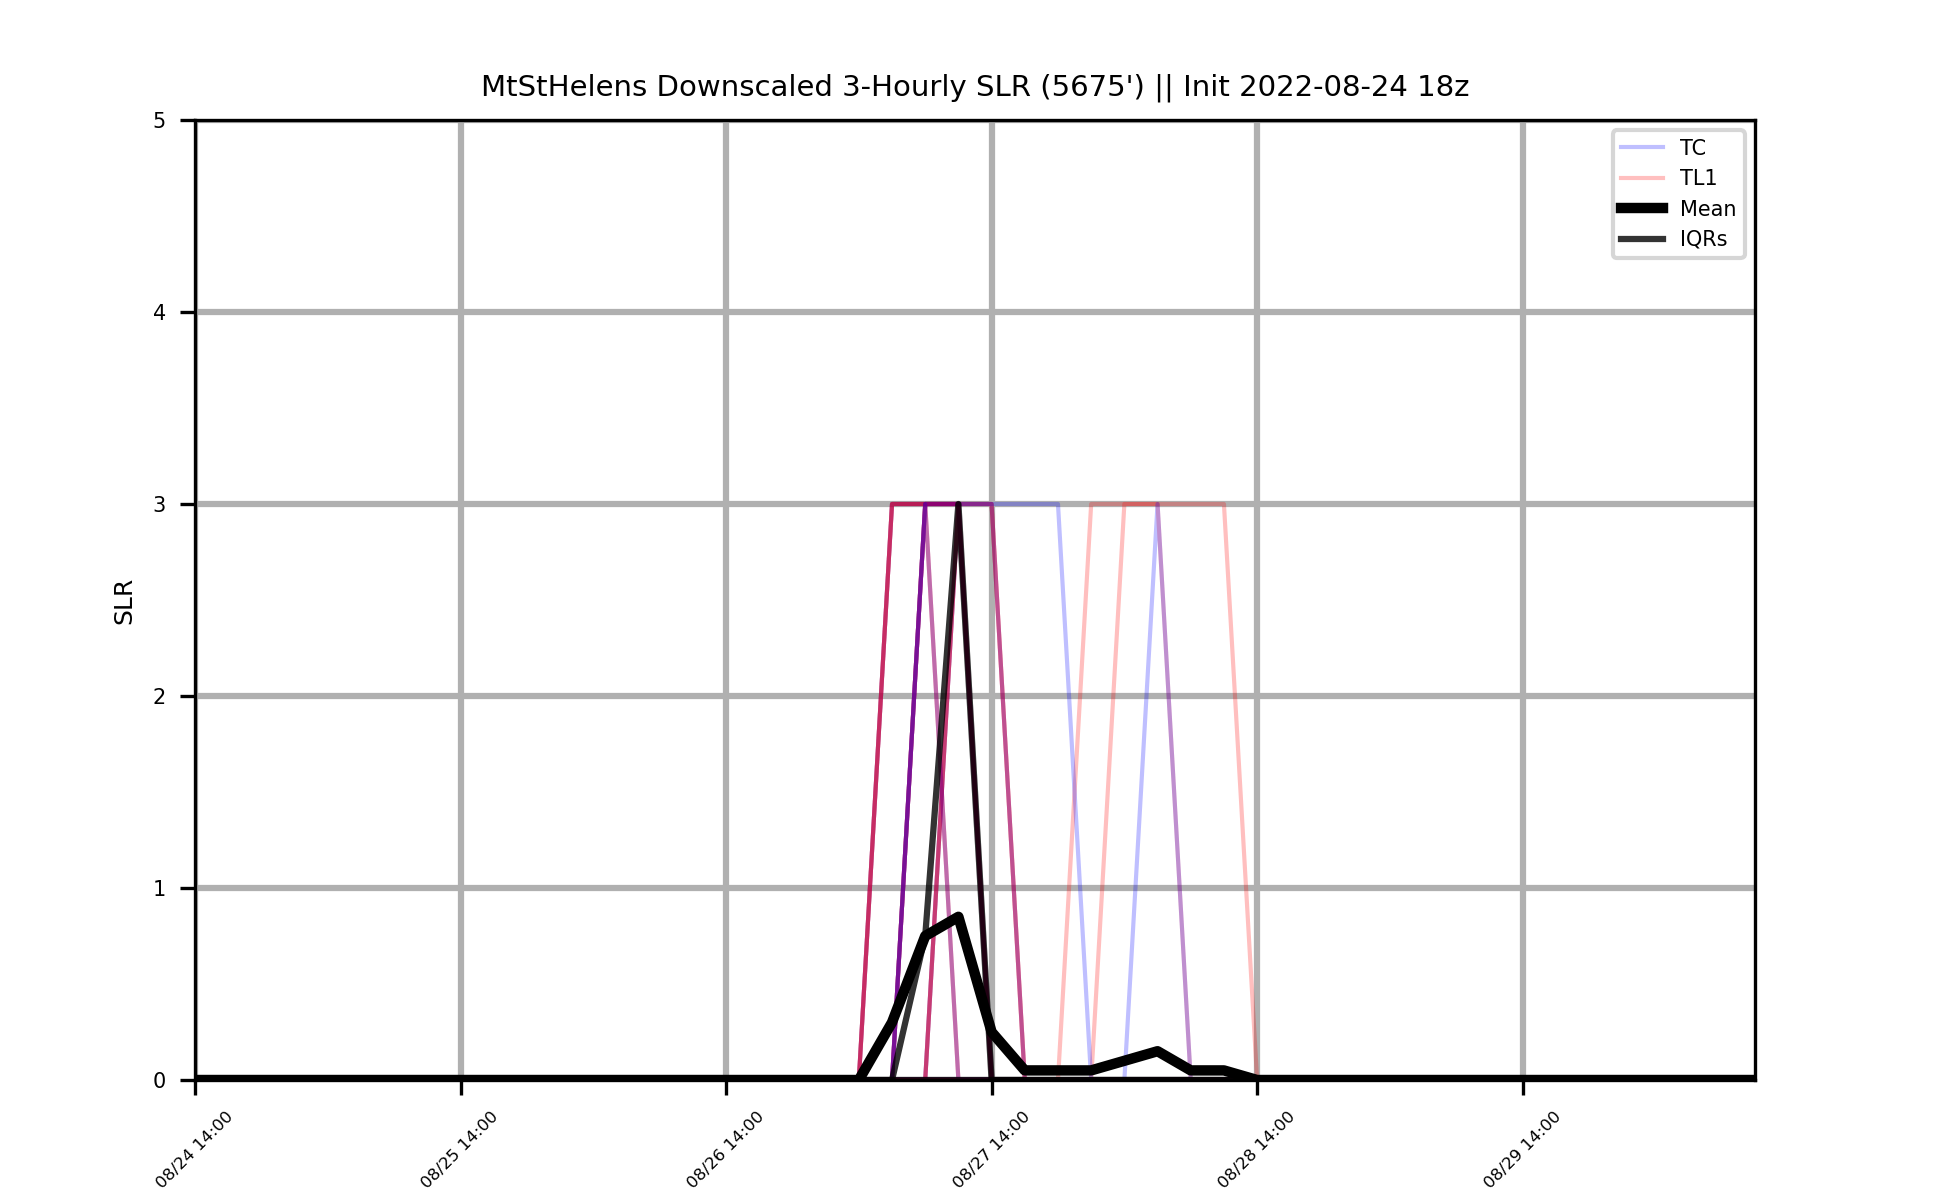 MtStHelens Downscaled 3-Hourly SLR (5675') || Init 2022-08-24 18z
TC
TL1
Mean
IQRs
SLR
5
4
3
2
1
0
08/24 14:00
08/25 14:00
08/26 14:00
08/27 14:00
08/28 14:00
08/29 14:00